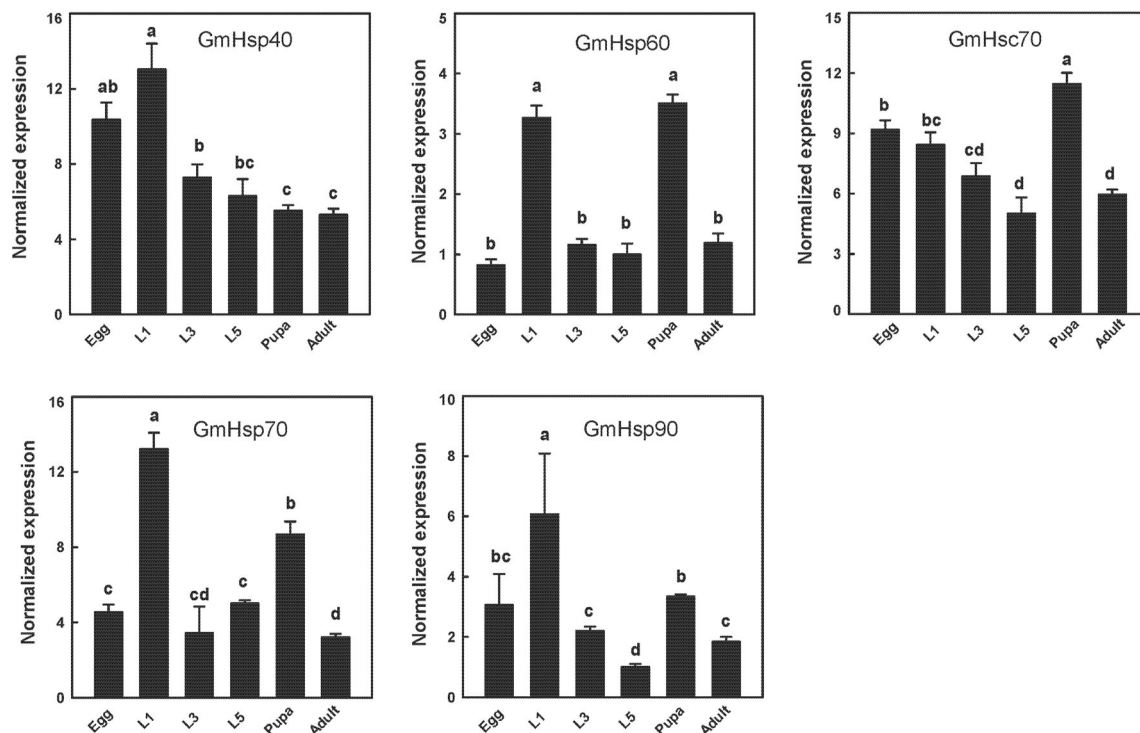 GmHsp40
Normalized expression
16
12
8
4
0
ab
a
b
bc
c
c
Egg
L1
L3
L5
Pupa
Adult
GmHsp60
Normalized expression
5
4
3
2
1
0
b
a
b
b
a
b
Egg
L1
L3
L5
Pupa
Adult
GmHsc70
Normalized expression
15
12
9
6
3
0
b
bc
cd
d
a
d
Egg
L1
L3
L5
Pupa
Adult
GmHsp70
Normalized expression
16
12
8
4
0
c
a
cd
c
b
d
Egg
L1
L3
L5
Pupa
Adult
GmHsp90
Normalized expression
10
8
6
4
2
0
bc
a
c
d
b
c
Egg
L1
L3
L5
Pupa
Adult